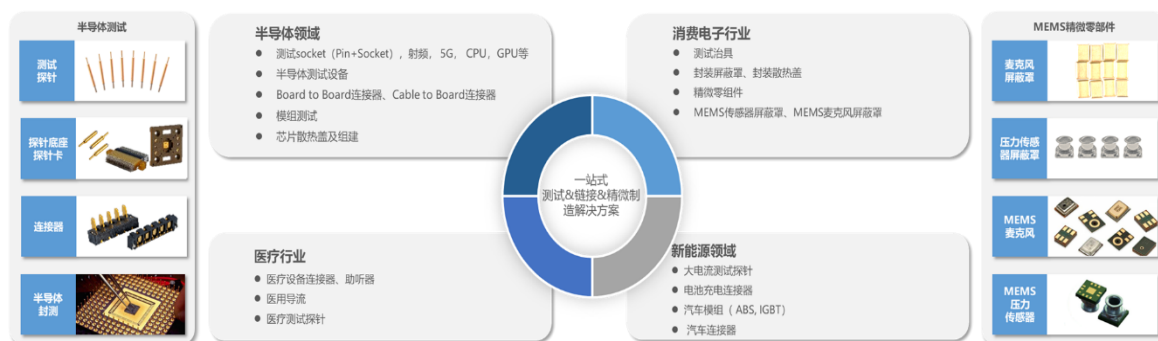 半导体测试
测试
探针
探针底座
探针卡
连接器
半导体
封测
半导体领域
● 测试socket（Pin+Socket）, 射频，5G，CPU，GPU等
● 半导体测试设备
● Board to Board连接器、Cable to Board连接器
● 模组测试
● 芯片散热盖及组建
医疗行业
● 医疗设备连接器、助听器
● 医用导流
● 医疗测试探针
一站式
测试&链接&精微制
造解决方案
消费电子行业
● 测试治具
● 封装屏蔽罩、封装散热盖
● 精微零组件
● MEMS传感器屏蔽罩、MEMS麦克风屏蔽罩
新能源领域
● 大电流测试探针
● 电池充电连接器
● 汽车模组（ ABS, IGBT）
● 汽车连接器
MEMS精微零部件
麦克风
屏蔽罩
压力传感
器屏蔽罩
MEMS
麦克风
MEMS
压力
传感器